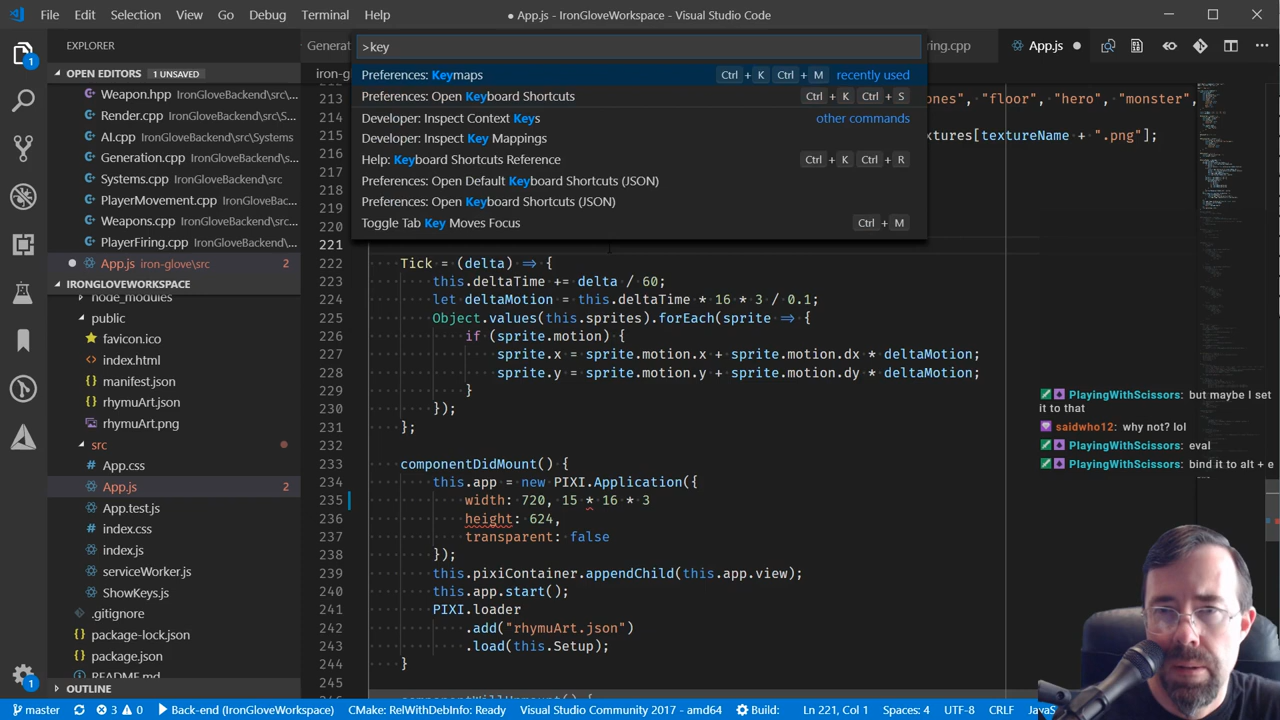 File Edit Selection View Go Debug Terminal Help
● App.js - IronGloveWorkspace - Visual Studio Code
EXPLORER
Generat
ring.cpp
App.js ●
>key
Preferences: Keymaps Ctrl + K Ctrl + M recently used
Preferences: Open Keyboard Shortcuts Ctrl + K Ctrl + S
Developer: Inspect Context Keys other commands
Developer: Inspect Key Mappings
Help: Keyboard Shortcuts Reference Ctrl + K Ctrl + R
Preferences: Open Default Keyboard Shortcuts (JSON)
Preferences: Open Keyboard Shortcuts (JSON)
Toggle Tab Key Moves Focus Ctrl + M
OPEN EDITORS 1 UNSAVED
Weapon.hpp IronGloveBackend\src\...
Render.cpp IronGloveBackend\src...
AI.cpp IronGloveBackend\src\Systems
Generation.cpp IronGloveBackend...
Systems.cpp IronGloveBackend\src
PlayerMovement.cpp IronGloveBa...
Weapons.cpp IronGloveBackend\s...
PlayerFiring.cpp IronGloveBackend...
App.js iron-glove\src 2
IRONGLOVEWORKSPACE
node_modules
public
favicon.ico
index.html
manifest.json
rhymuArt.json
rhymuArt.png
src
App.css
App.js 2
App.test.js
index.css
index.js
serviceWorker.js
ShowKeys.js
.gitignore
package-lock.json
package.json
README.md
OUTLINE
iron-g
213 ones", "floor", "hero", "monster",
214
215 xtures[textureName + ".png"];
216
217
218
219
220
221
222 Tick = (delta) => {
223 this.deltaTime += delta / 60;
224 let deltaMotion = this.deltaTime * 16 * 3 / 0.1;
225 Object.values(this.sprites).forEach(sprite => {
226 if (sprite.motion) {
227 sprite.x = sprite.motion.x + sprite.motion.dx * deltaMotion;
228 sprite.y = sprite.motion.y + sprite.motion.dy * deltaMotion;
229 }
230 });
231 };
232
233 componentDidMount() {
234 this.app = new PIXI.Application({
235 width: 720, 15 * 16 * 3
236 height: 624,
237 transparent: false
238 });
239 this.pixiContainer.appendChild(this.app.view);
240 this.app.start();
241 PIXI.loader
242 .add("rhymuArt.json")
243 .load(this.Setup);
244 }
245
PlayingWithScissors: but maybe I set it to that
saidwho12: why not? lol
PlayingWithScissors: eval
PlayingWithScissors: bind it to alt + e
master 3 2 Back-end (IronGloveWorkspace) CMake: RelWithDebInfo: Ready Visual Studio Community 2017 - amd64 Build: Ln 221, Col 1 Spaces: 4 UTF-8 CRLF JavaS